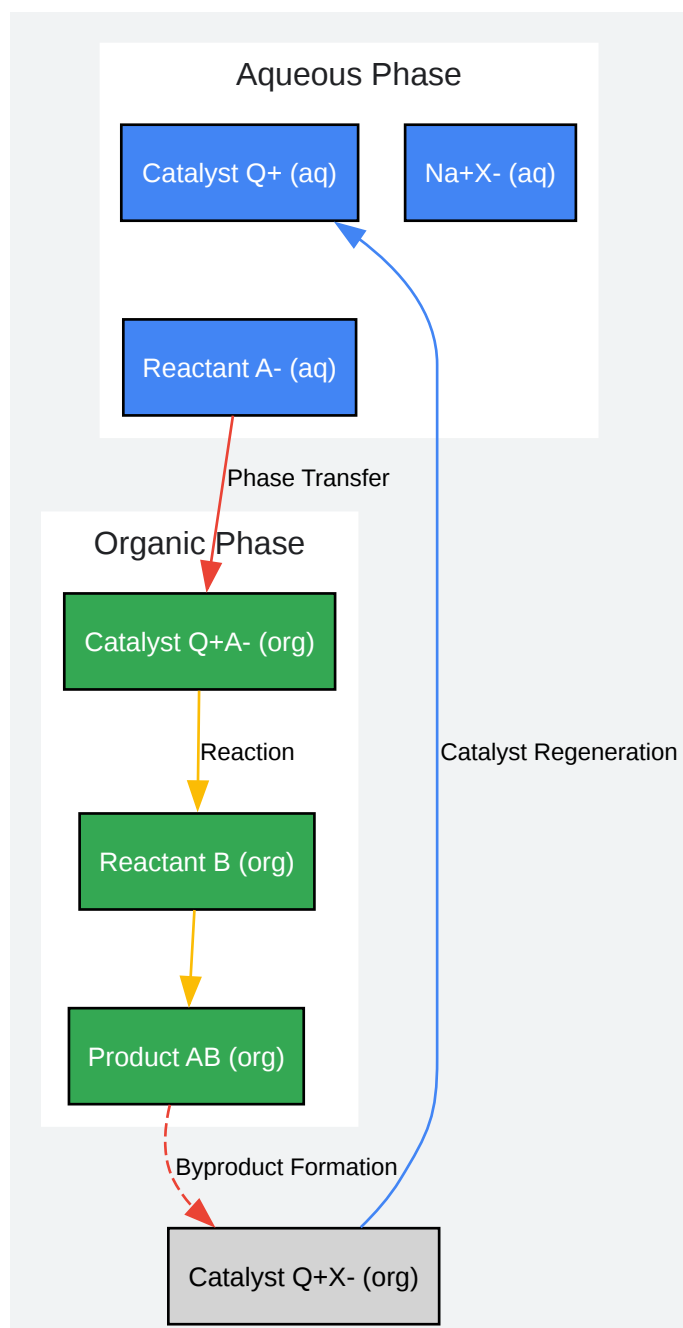 Aqueous Phase
Catalyst Q+ (aq)
Na+X- (aq)
Reactant A- (aq)
Phase Transfer
Organic Phase
Catalyst Q+A- (org)
Reaction
Catalyst Regeneration
Reactant B (org)
Product AB (org)
Byproduct Formation
Catalyst Q+X- (org)